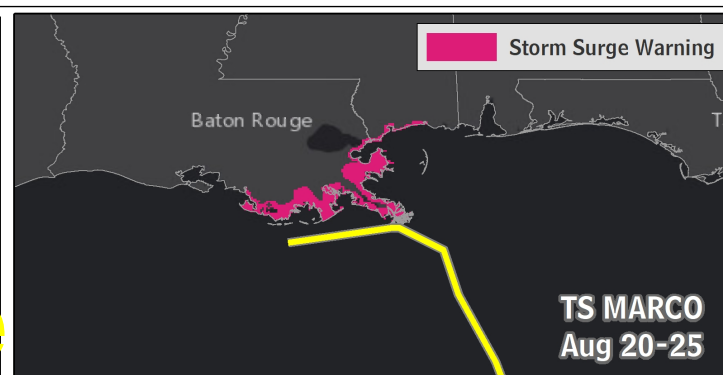 Storm Surge Warning
Baton Rouge
T
TS MARCO
Aug 20-25